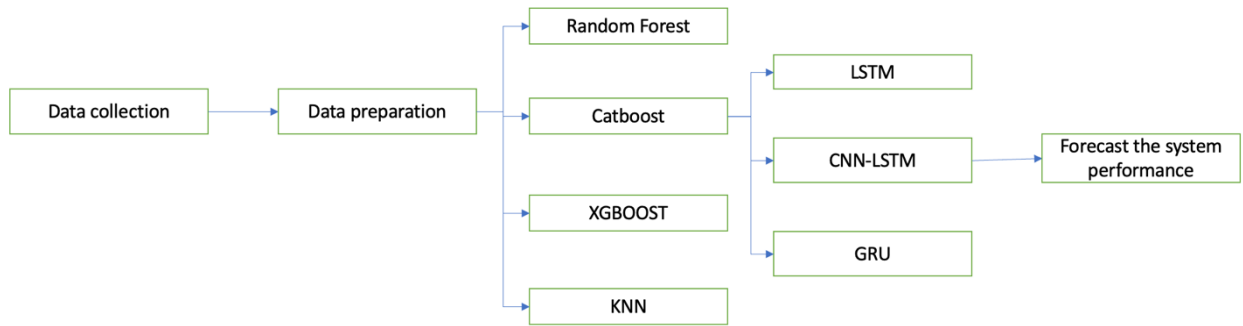 Data collection
Data preparation
Random Forest
Catboost
XGBOOST
KNN
LSTM
CNN-LSTM
GRU
Forecast the system
performance